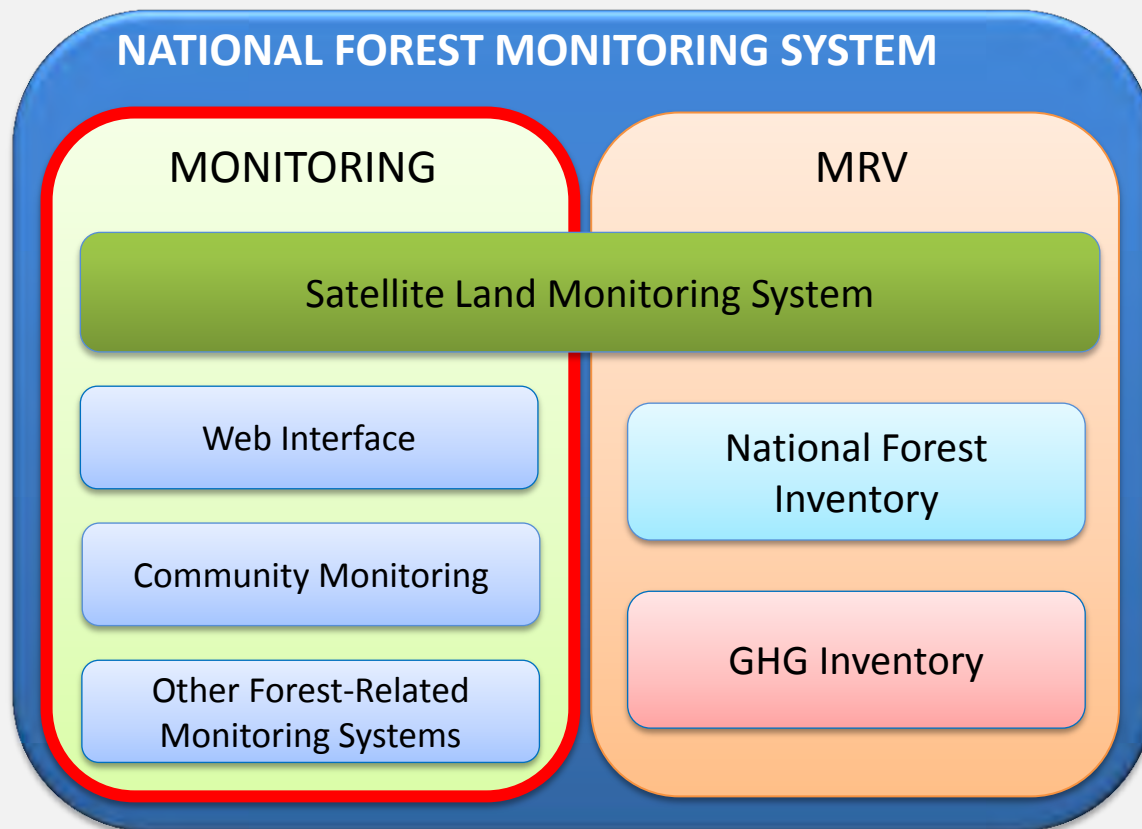 NATIONAL FOREST MONITORING SYSTEM
MONITORING
MRV
Satellite Land Monitoring System
Web Interface
Community Monitoring
Other Forest-Related
Monitoring Systems
National Forest
Inventory
GHG Inventory